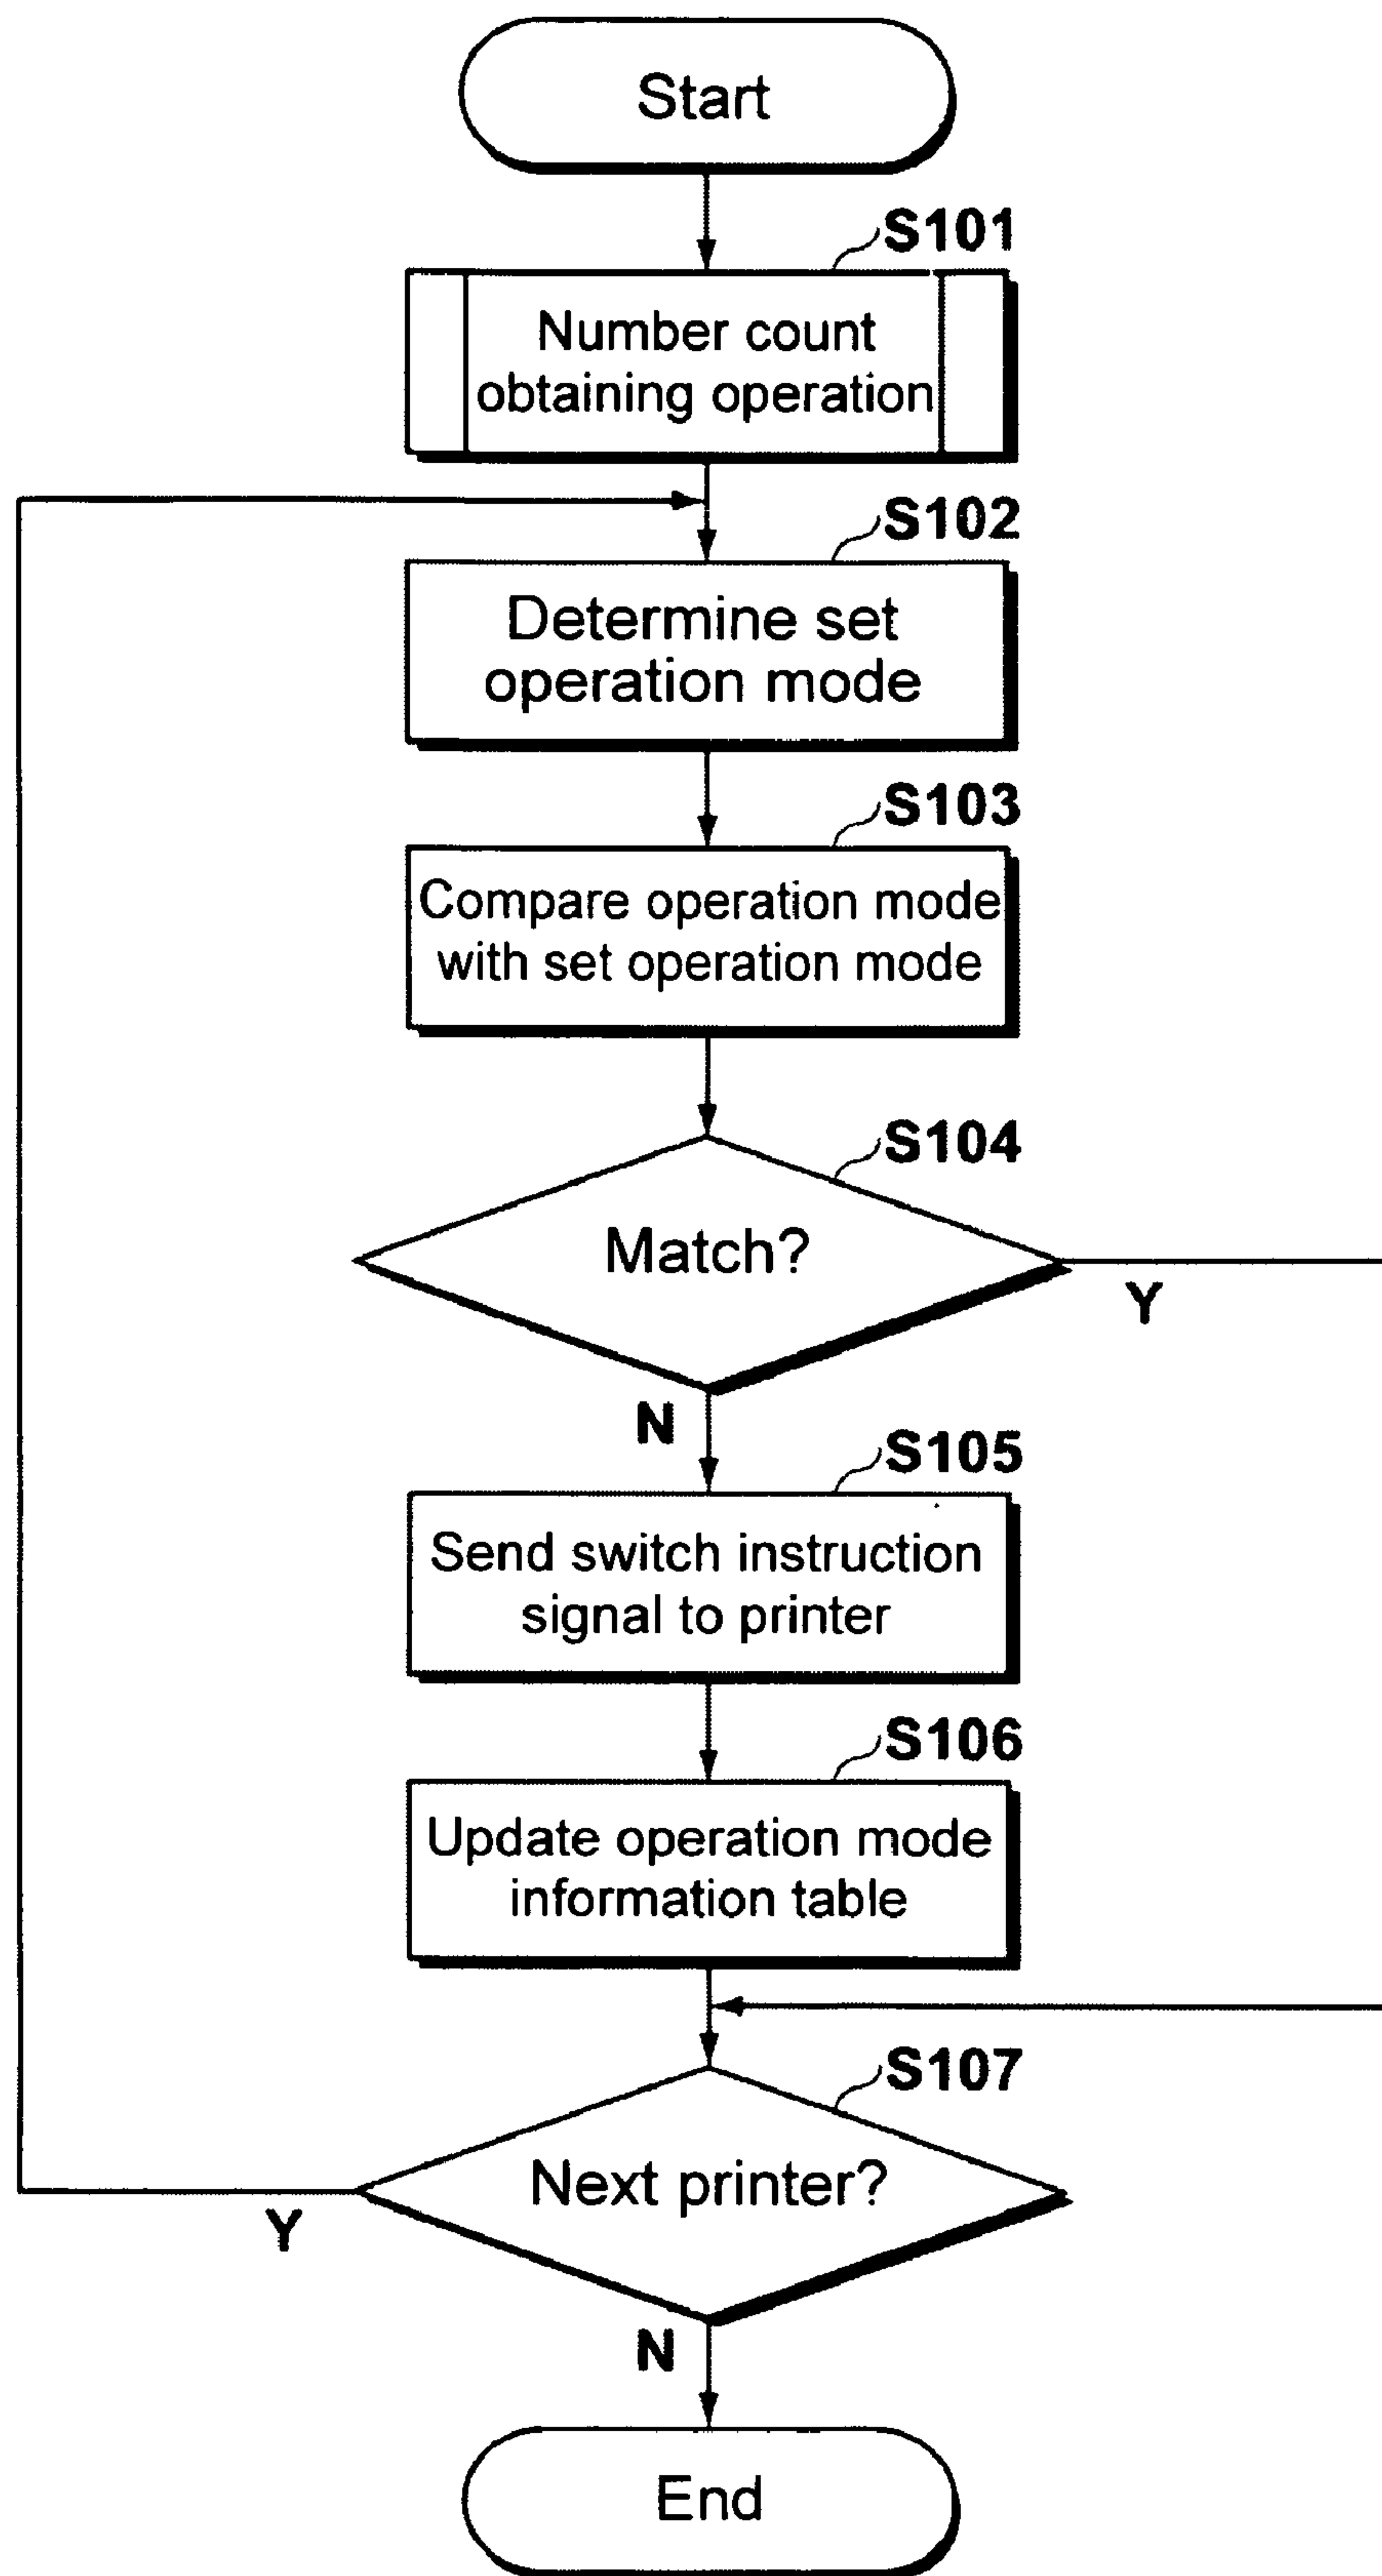 Start
S101
Number count
obtaining operation
S102
Determine set
operation mode
S103
Compare operation mode
with set operation mode
S104
Match?
Y
N
S105
Send switch instruction
signal to printer
S106
Update operation mode
information table
S107
Next printer?
Y
N
End